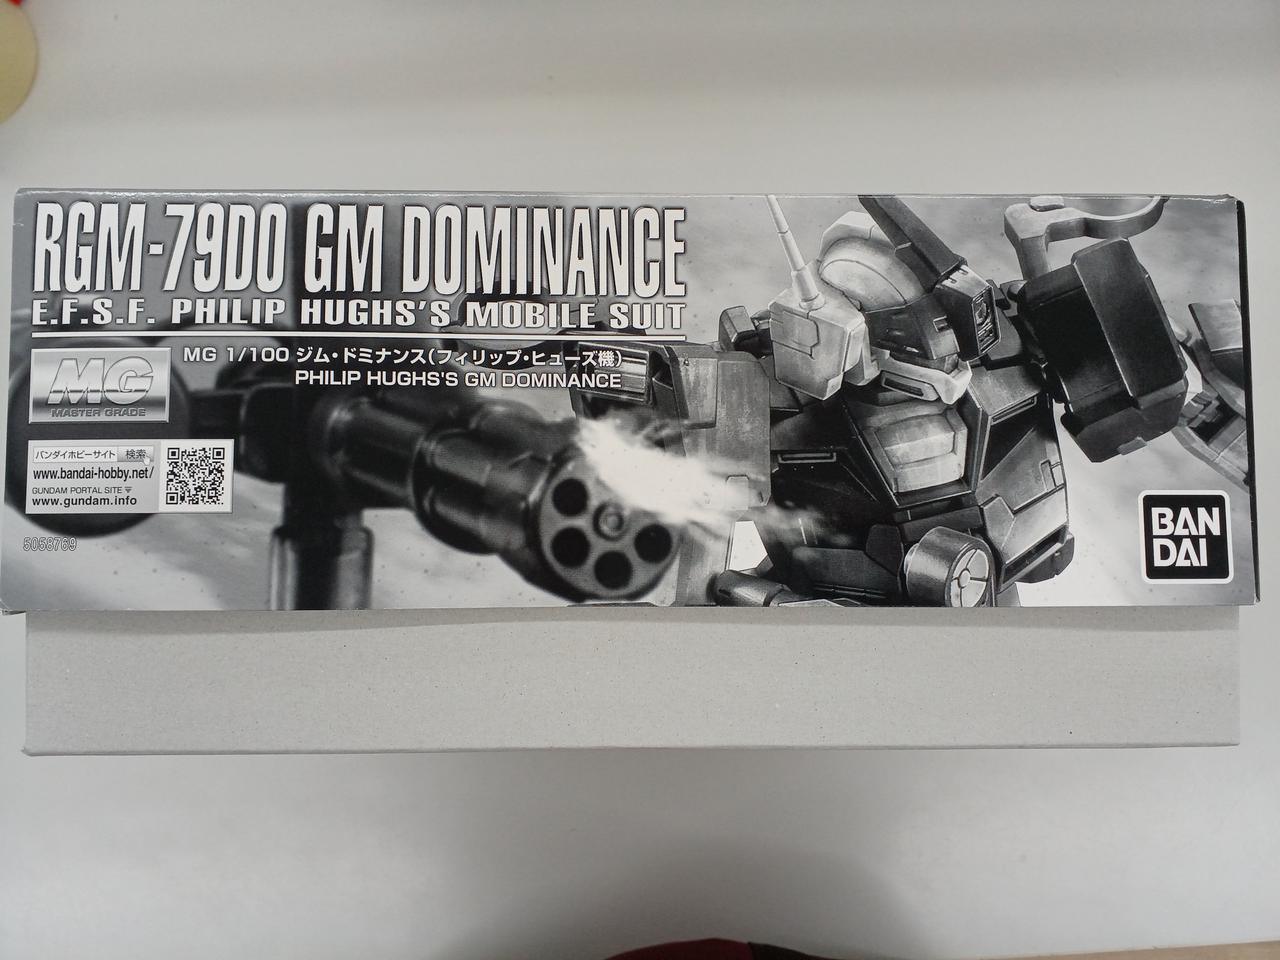 RGM-79DO GM DOMINANCE
E.F.S.F. PHILIP HUGHS'S MOBILE SUIT
MG
MASTER GRADE
MG 1/100 ジム・ドミナンス(フィリップ・ヒューズ機)
PHILIP HUGHS'S GM DOMINANCE
バンダイホビーサイト 検索
www.bandai-hobby.net/
GUNDAM PORTAL SITE
www.gundam.info
5058769
BAN
DAI